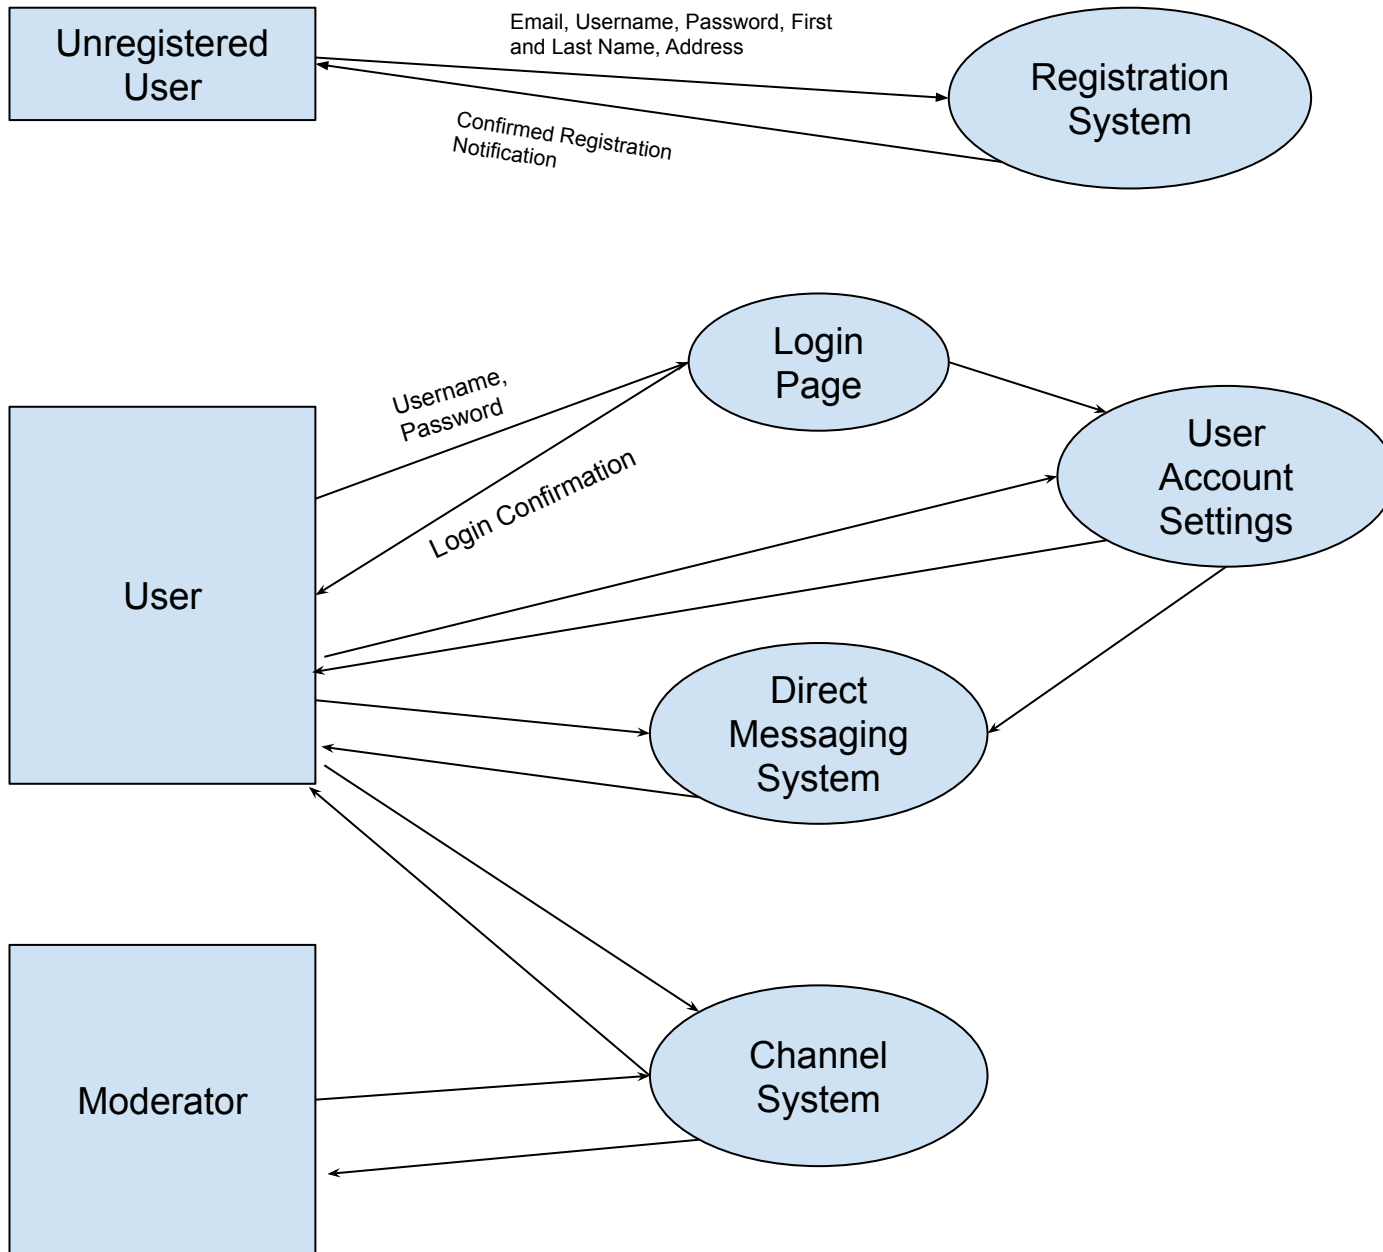 Unregistered
User
Email, Username, Password, First
and Last Name, Address
Registration
System
Confirmed Registration
Notification
Login
Page
Username,
Password
User
Account
Settings
Login Confirmation
User
Direct
Messaging
System
Moderator
Channel
System